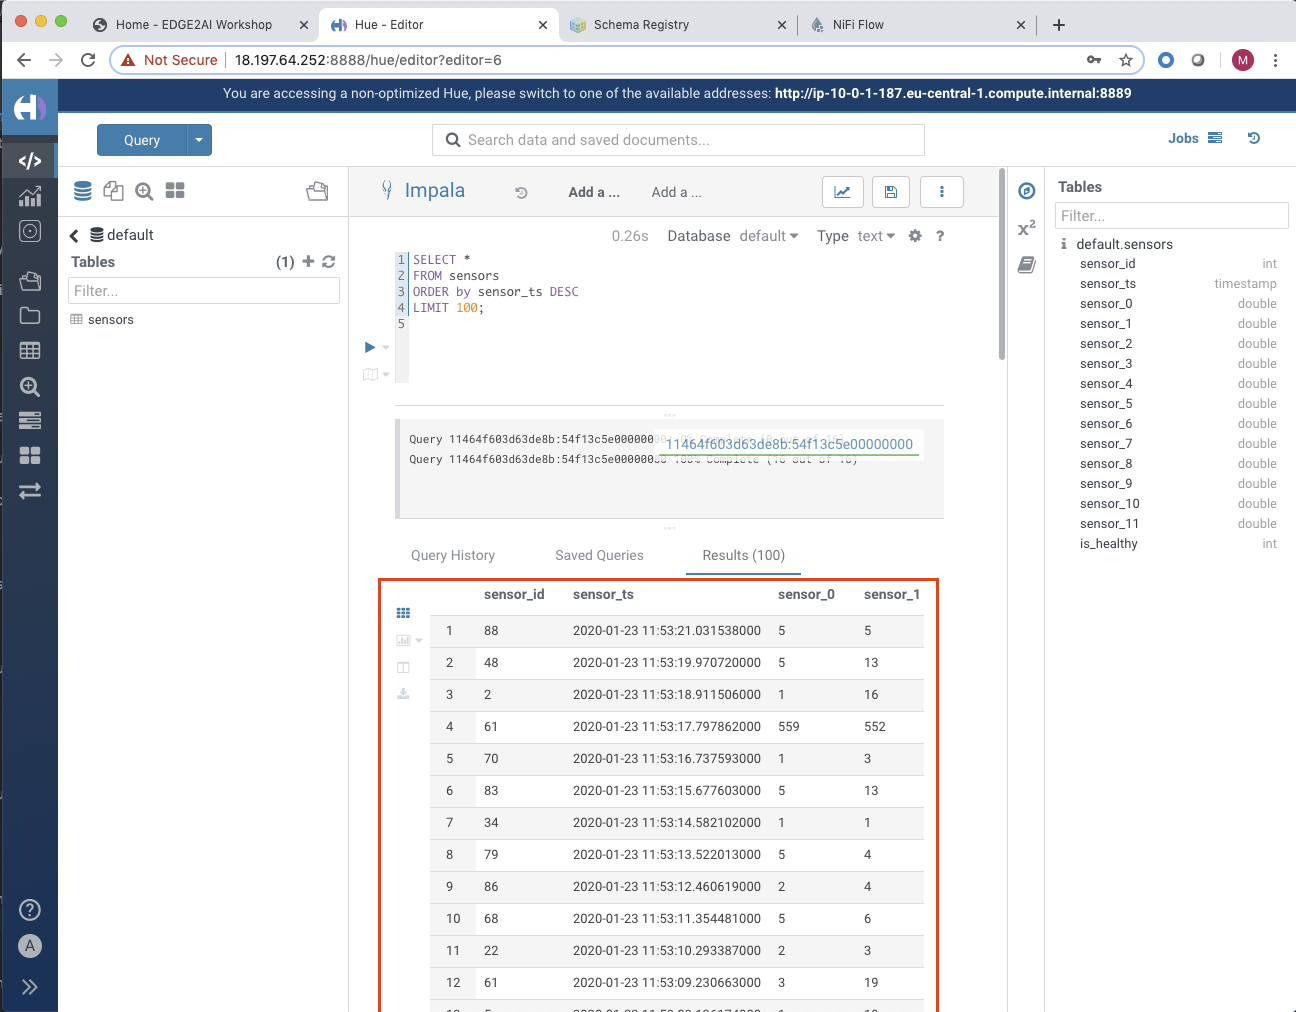 Home - EDGE2AI Workshop
Hue - Editor
Schema Registry
NiFi Flow
Not Secure
18.197.64.252:8888/hue/editor?editor=6
M
You are accessing a non-optimized Hue, please switch to one of the available addresses: http://ip-10-0-1-187.eu-central-1.compute.internal:8889
Query
Search data and saved documents...
Jobs
default
Tables
(1)
Filter...
sensors
Impala
Add a ...
Add a ...
0.26s
Database default
Type text
?
1 SELECT *
2 FROM sensors
3 ORDER by sensor_ts DESC
4 LIMIT 100;
5
Query 11464f603d63de8b:54f13c5e00000000
11464f603d63de8b:54f13c5e00000000
Query 11464f603d63de8b:54f13c5e00000000 100% Complete (16 out of 16)
Query History
Saved Queries
Results (100)
sensor_id sensor_ts sensor_0 sensor_1
1 88 2020-01-23 11:53:21.031538000 5 5
2 48 2020-01-23 11:53:19.970720000 5 13
3 2 2020-01-23 11:53:18.911506000 1 16
4 61 2020-01-23 11:53:17.797862000 559 552
5 70 2020-01-23 11:53:16.737593000 1 3
6 83 2020-01-23 11:53:15.677603000 5 13
7 34 2020-01-23 11:53:14.582102000 1 1
8 79 2020-01-23 11:53:13.522013000 5 4
9 86 2020-01-23 11:53:12.460619000 2 4
10 68 2020-01-23 11:53:11.354481000 5 6
11 22 2020-01-23 11:53:10.293387000 2 3
12 61 2020-01-23 11:53:09.230663000 3 19
x²
Tables
Filter...
default.sensors
sensor_id int
sensor_ts timestamp
sensor_0 double
sensor_1 double
sensor_2 double
sensor_3 double
sensor_4 double
sensor_5 double
sensor_6 double
sensor_7 double
sensor_8 double
sensor_9 double
sensor_10 double
sensor_11 double
is_healthy int
A